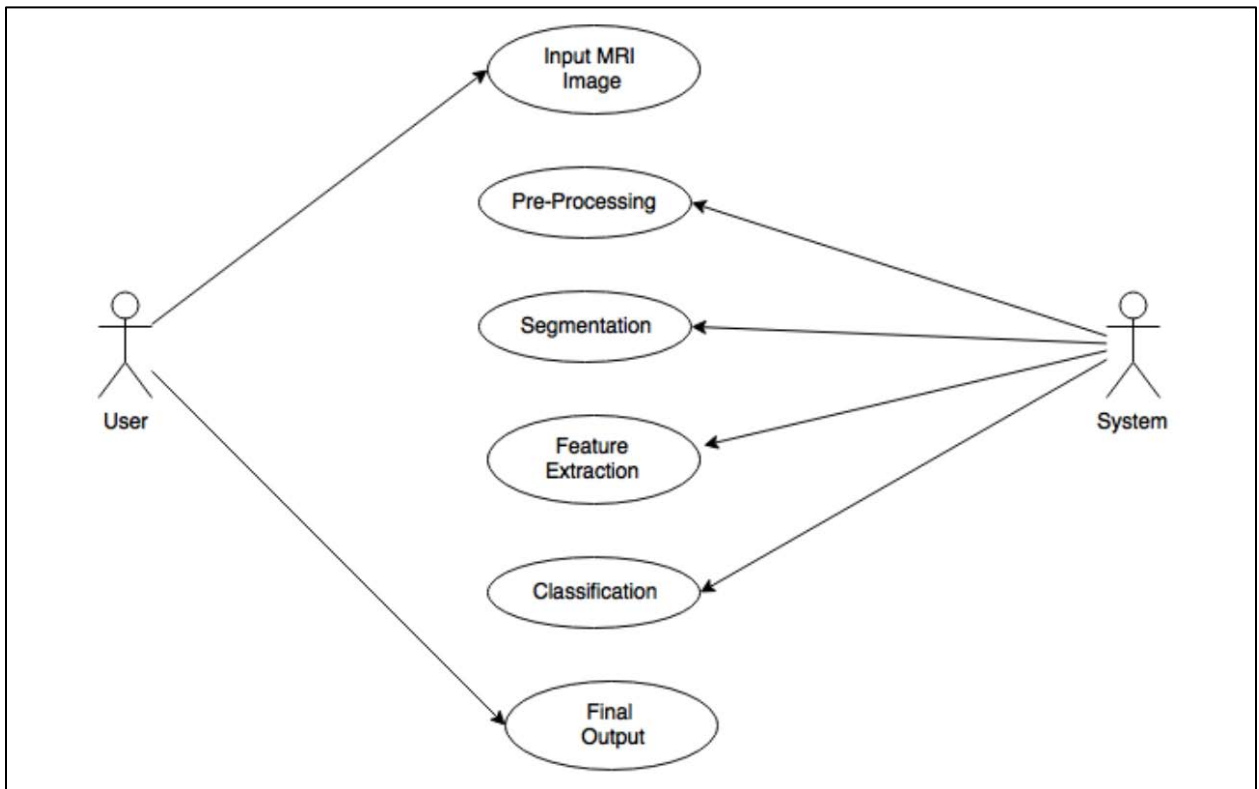 Input MRI
Image
Pre-Processing
Segmentation
User
System
Feature
Extraction
Classification
Final
Output